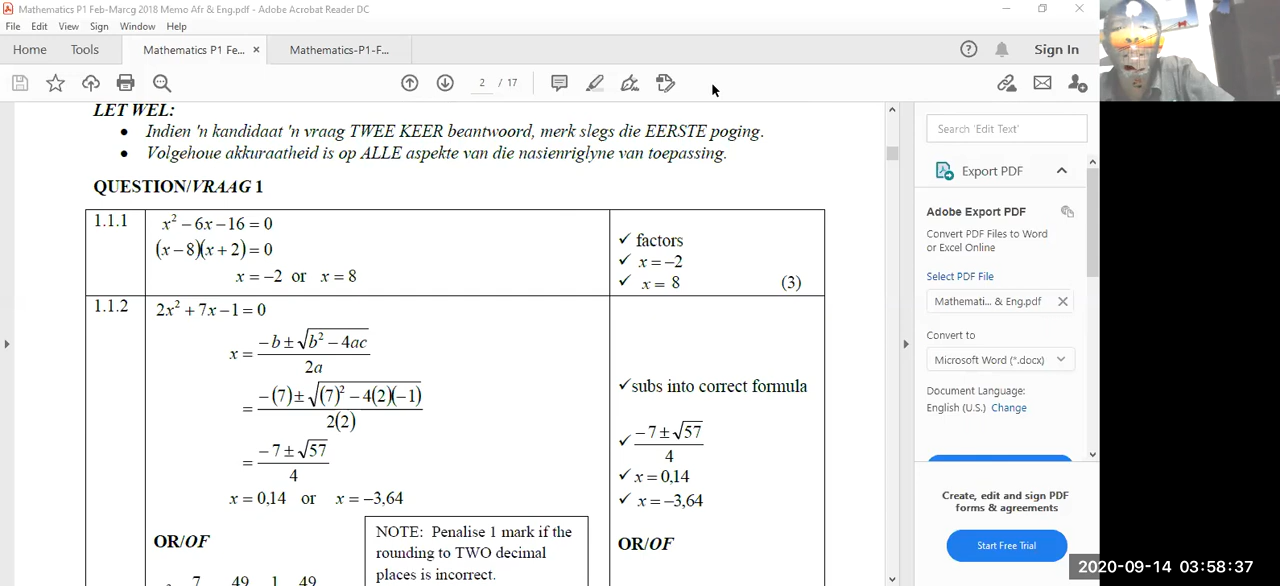 Mathematics P1 Feb-Marcg 2018 Memo Afr & Eng.pdf - Adobe Acrobat Reader DC
File Edit View Sign Window Help
Home Tools Mathematics P1 Fe... × Mathematics-P1-F... Sign In
2 / 17
LET WEL:
• Indien 'n kandidaat 'n vraag TWEE KEER beantwoord, merk slegs die EERSTE poging.
• Volgehoue akkuraatheid is op ALLE aspekte van die nasienriglyne van toepassing.
QUESTION/VRAAG 1
1.1.1
x² – 6x – 16 = 0
(x – 8)(x + 2) = 0
x = –2 or x = 8
✓ factors
✓ x = –2
✓ x = 8 (3)
1.1.2
2x² + 7x – 1 = 0
x = (–b ± √(b² – 4ac)) / 2a
= (–(7) ± √((7)² – 4(2)(–1))) / 2(2)
= (–7 ± √57) / 4
x = 0,14 or x = –3,64
OR/OF
NOTE: Penalise 1 mark if the
rounding to TWO decimal
places is incorrect.
✓subs into correct formula
✓ (–7 ± √57) / 4
✓ x = 0,14
✓ x = –3,64
OR/OF
Search 'Edit Text'
Export PDF
Adobe Export PDF
Convert PDF Files to Word
or Excel Online
Select PDF File
Mathemati... & Eng.pdf ×
Convert to
Microsoft Word (*.docx)
Document Language:
English (U.S.) Change
Create, edit and sign PDF
forms & agreements
Start Free Trial
2020-09-14 03:58:37